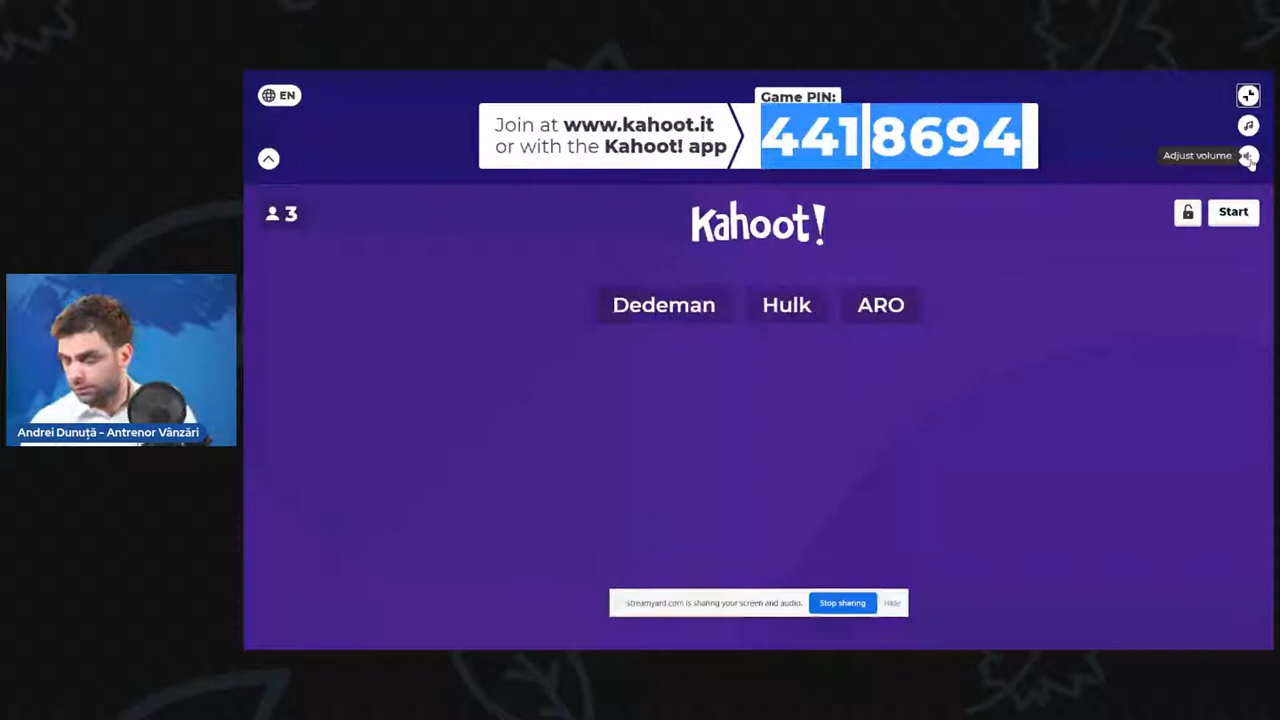 EN
Join at www.kahoot.it
or with the Kahoot! app
Game PIN:
441 8694
Adjust volume
3
Kahoot!
Start
Dedeman
Hulk
ARO
Andrei Dunuță - Antrenor Vânzări
streamyard.com is sharing your screen and audio.
Stop sharing
Hide